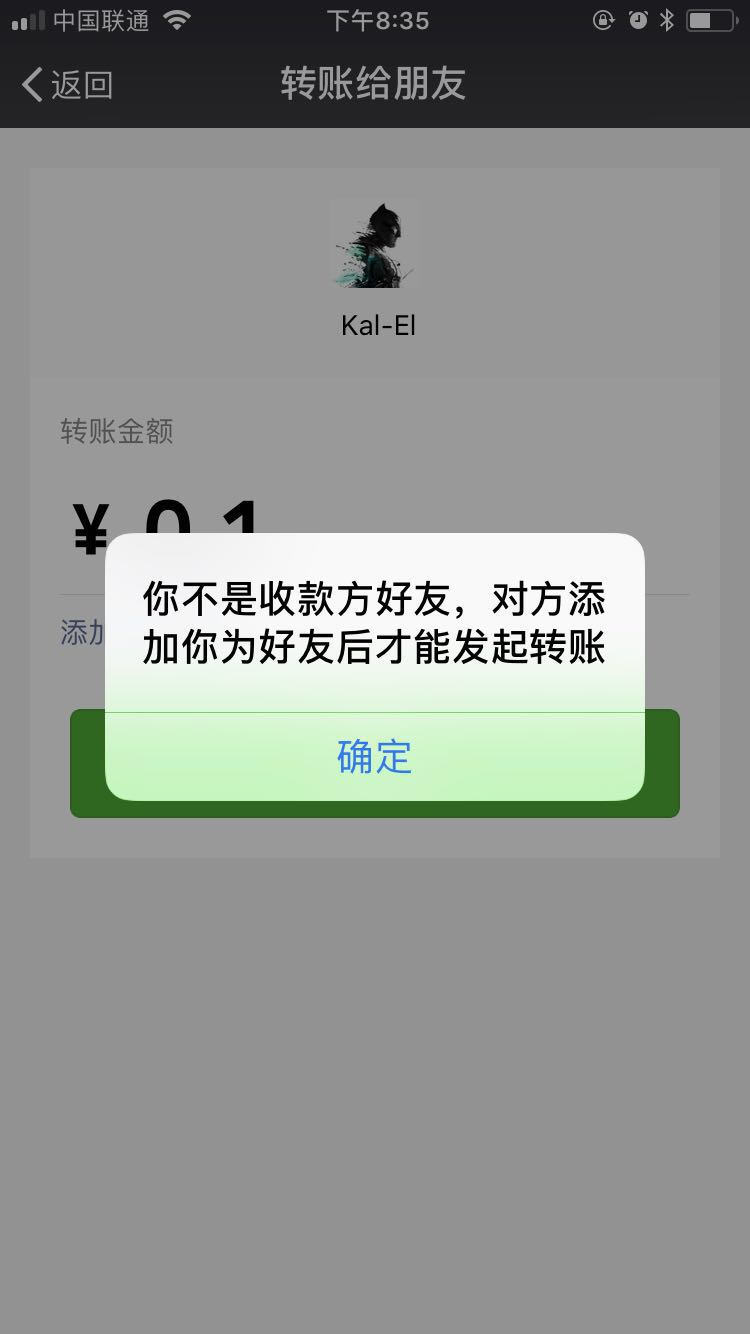 中国联通
下午8:35
返回
转账给朋友
Kal-El
转账金额
¥ 0.1
添加
你不是收款方好友，对方添
加你为好友后才能发起转账
确定